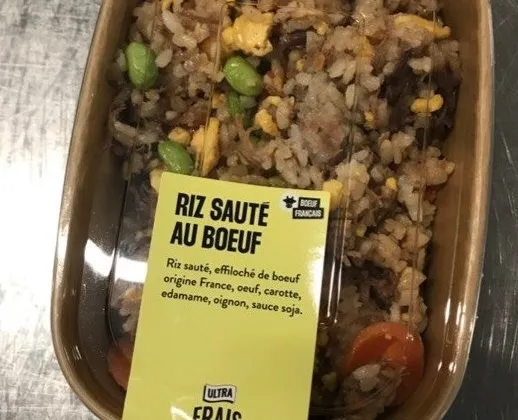 RIZ SAUTÉ
BOEUF
FRANÇAIS
AU BOEUF
Riz sauté, effiloché de boeuf
origine France, oeuf, carotte,
edamame, oignon, sauce soja.
ULTRA
FRAIS